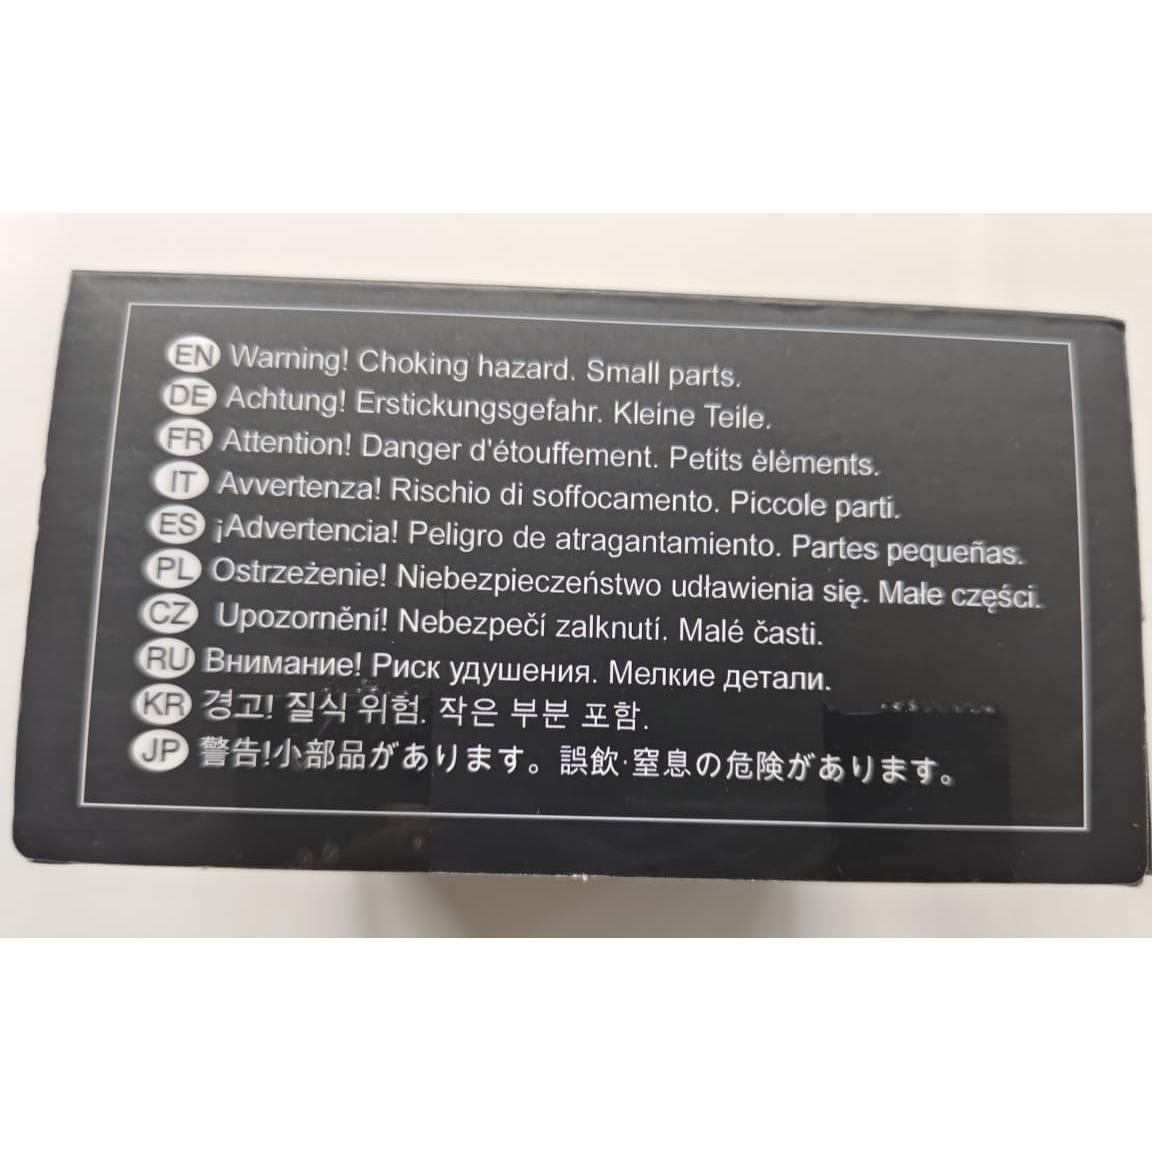 EN Warning! Choking hazard. Small parts.
DE Achtung! Erstickungsgefahr. Kleine Teile.
FR Attention! Danger d'étouffement. Petits èlèments.
IT Avvertenza! Rischio di soffocamento. Piccole parti.
ES ¡Advertencia! Peligro de atragantamiento. Partes pequeñas.
PL Ostrzeżenie! Niebezpieczeństwo udławienia się. Małe części.
CZ Upozornění! Nebezpečí zalknutí. Malé časti.
RU Внимание! Риск удушения. Мелкие детали.
KR 경고! 질식 위험. 작은 부분 포함.
JP 警告!小部品があります。誤飲·窒息の危険があります。